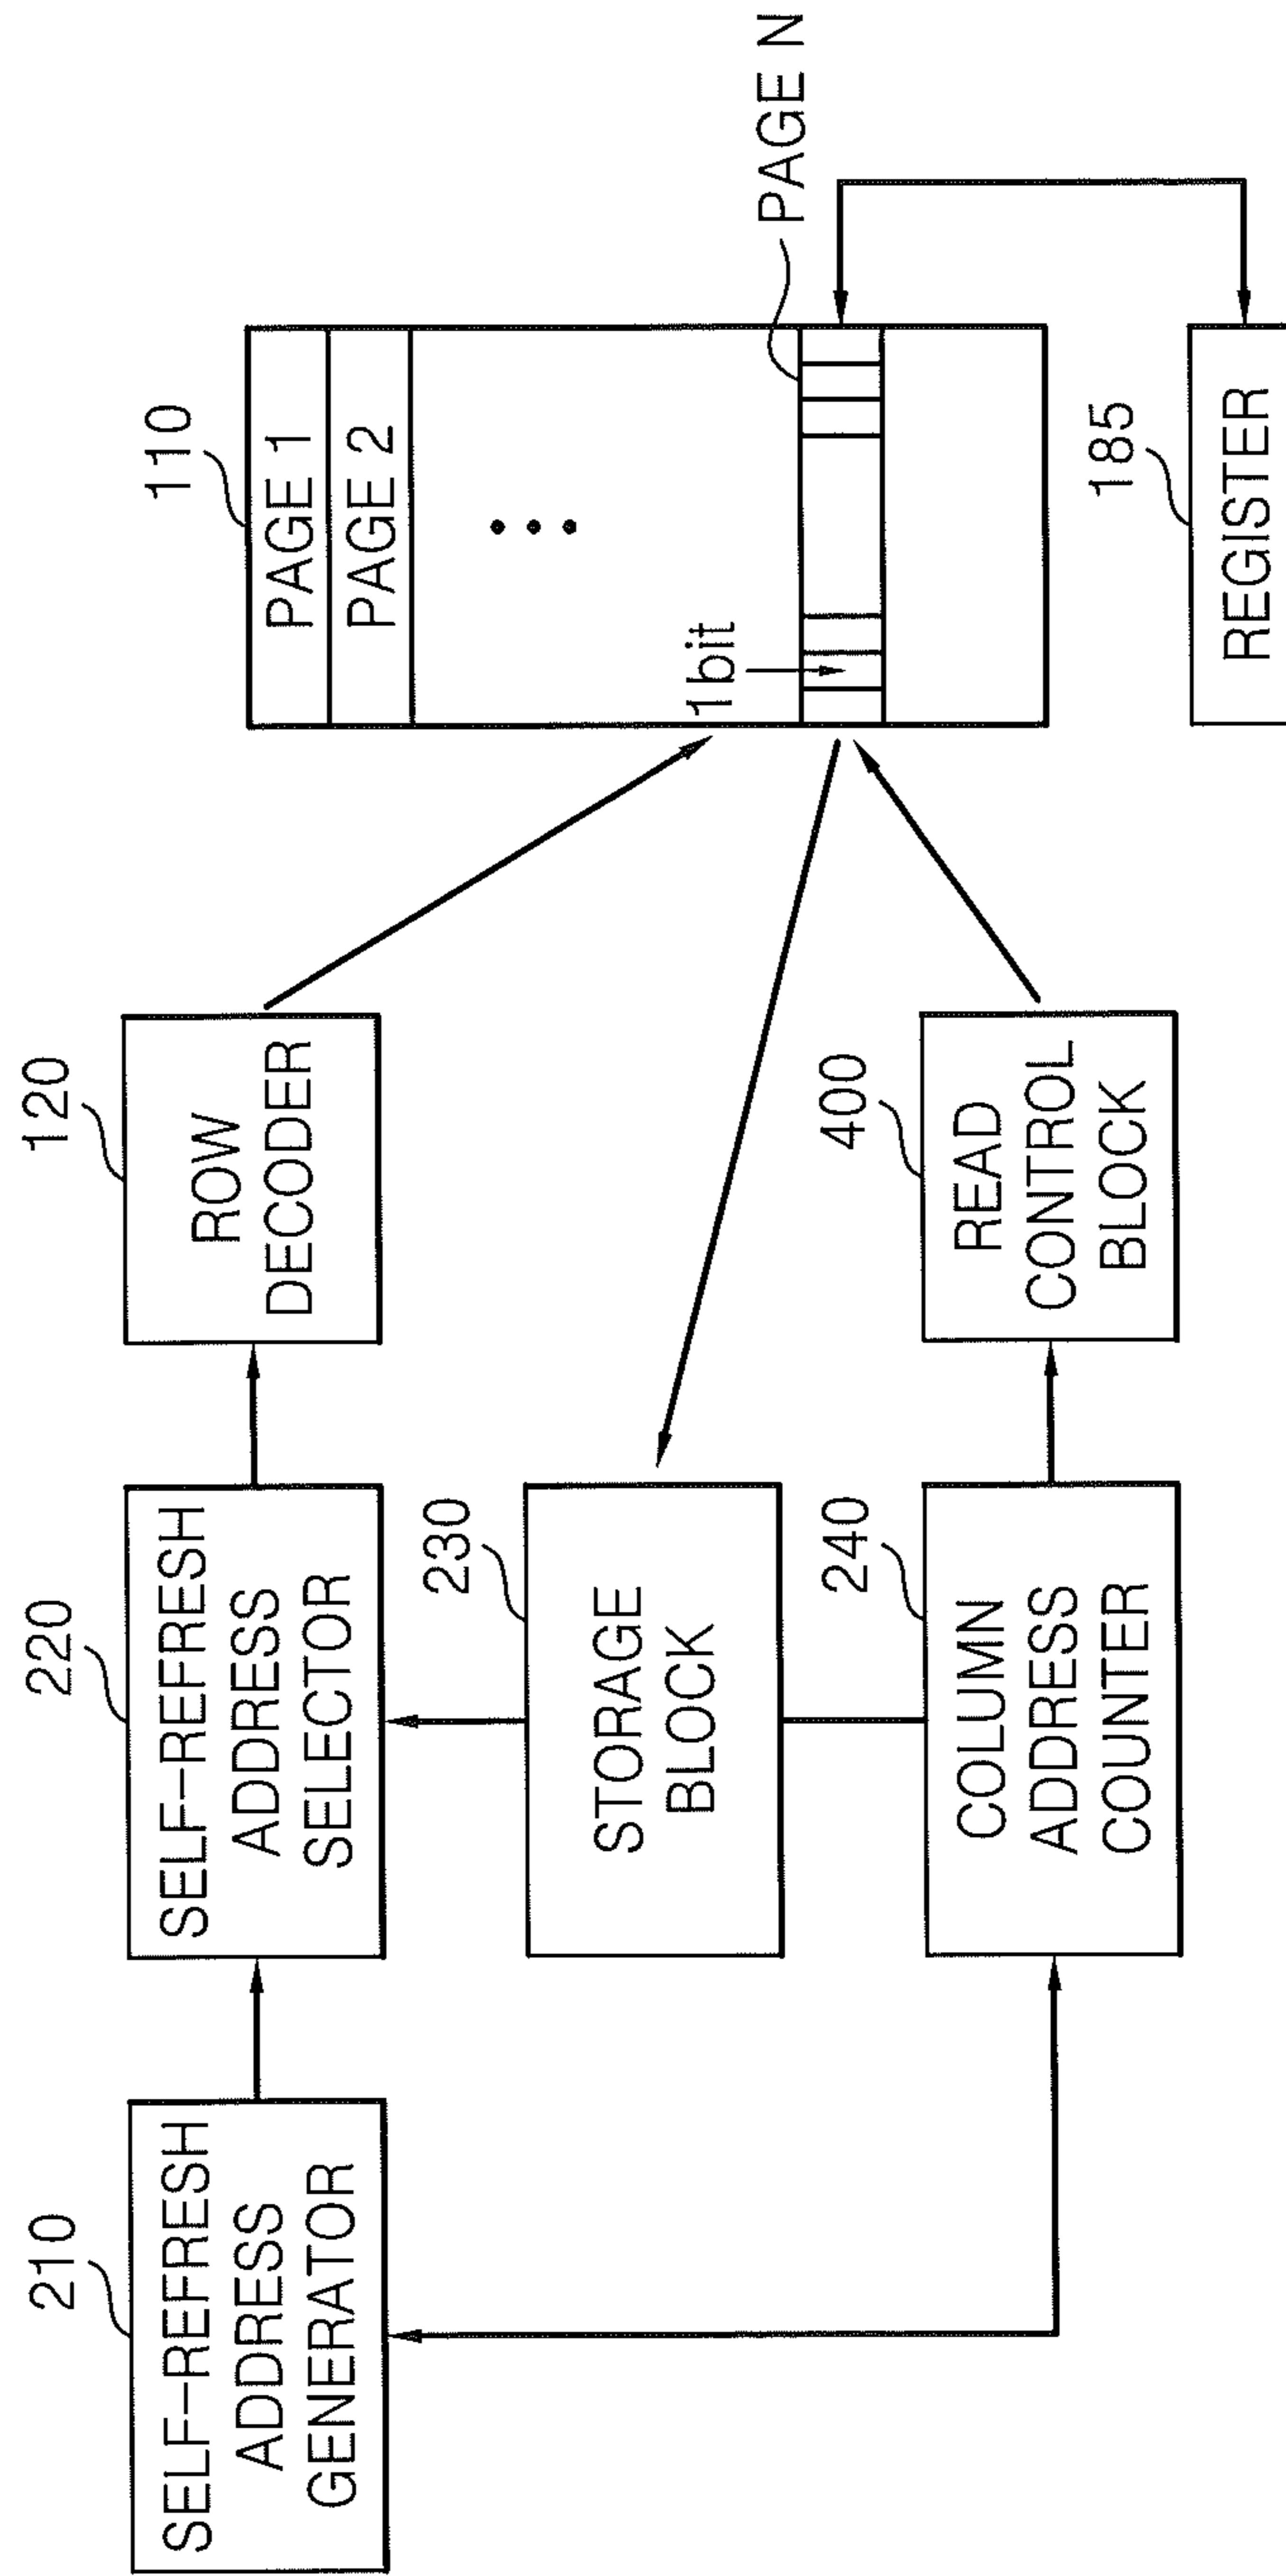 210
SELF-REFRESH
ADDRESS
GENERATOR
220
SELF-REFRESH
ADDRESS
SELECTOR
120
ROW
DECODER
230
STORAGE
BLOCK
240
COLUMN
ADDRESS
COUNTER
400
READ
CONTROL
BLOCK
110
PAGE 1
PAGE 2
1bit
PAGE N
185
REGISTER